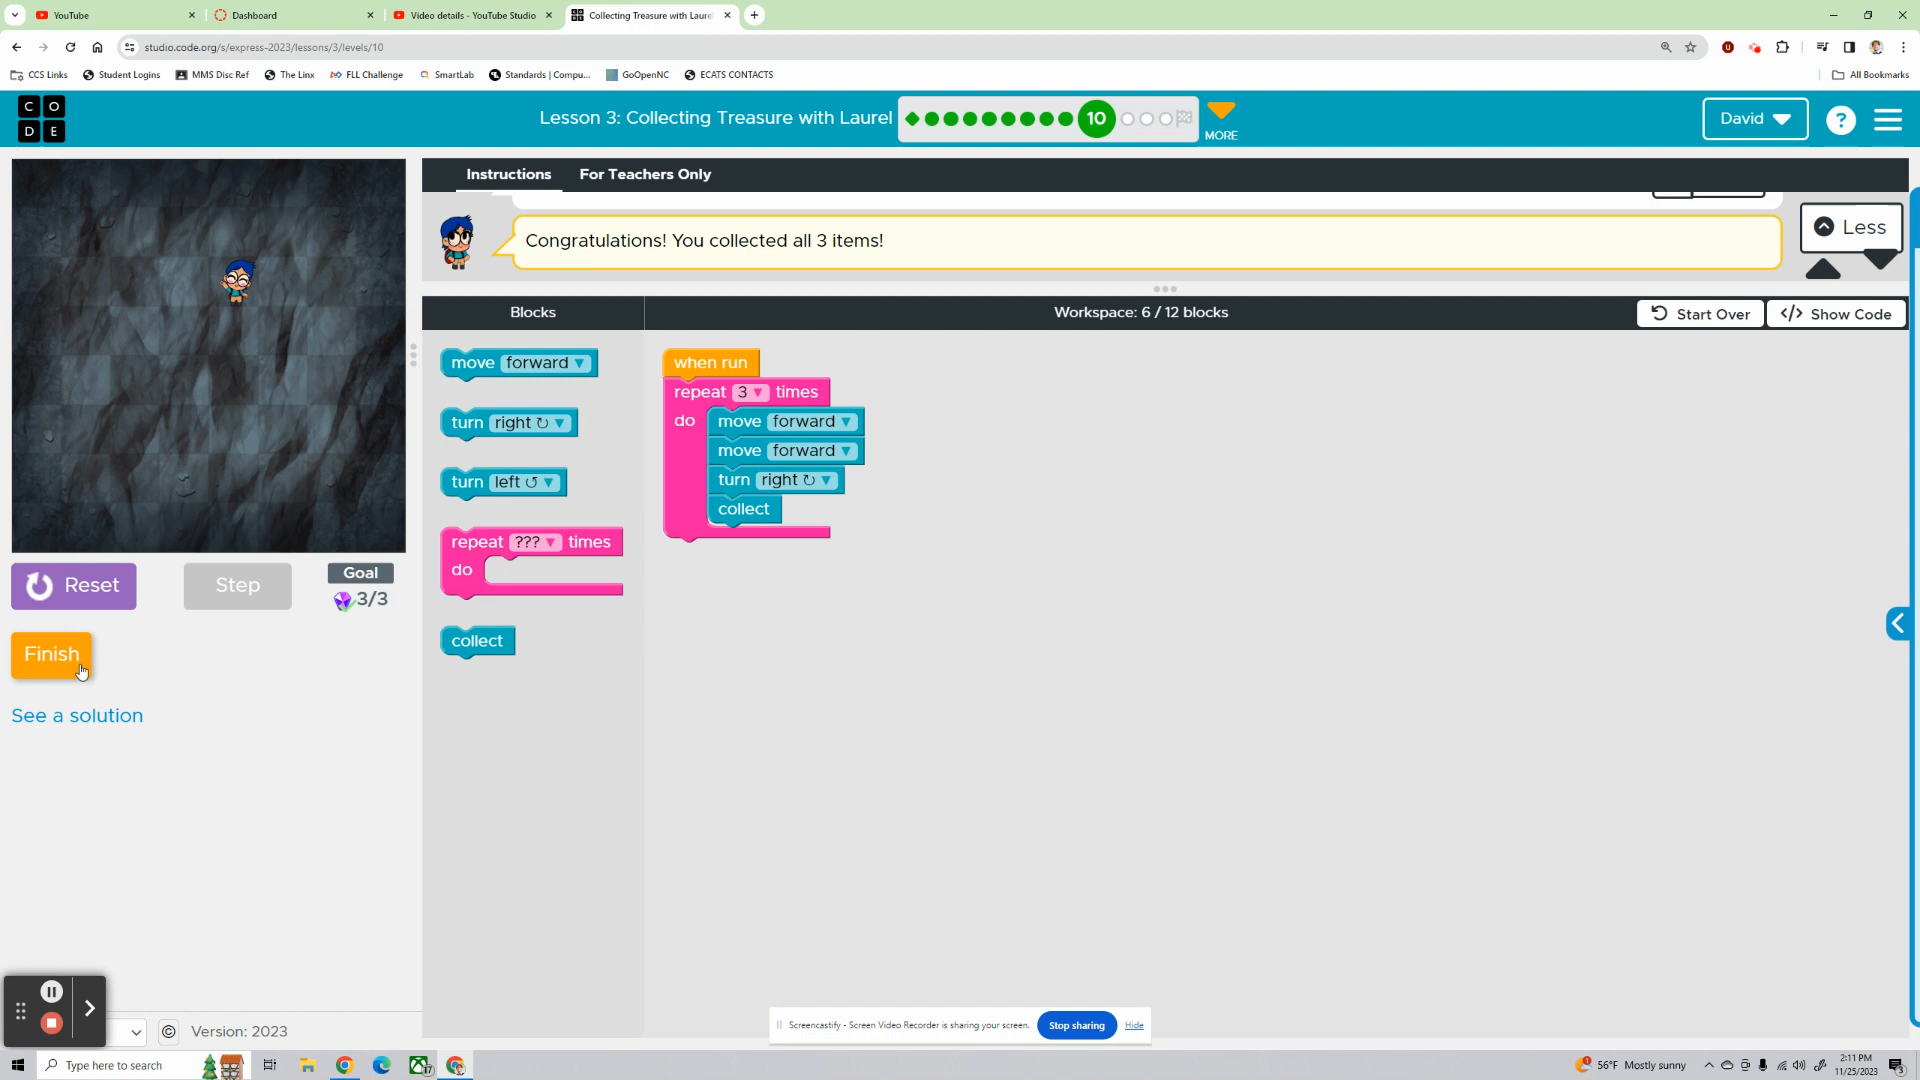 YouTube
Dashboard
Video details - YouTube Studio
Collecting Treasure with Laure
studio.code.org/s/express-2023/lessons/3/levels/10
CCS Links
Student Logins
MMS Disc Ref
The Linx
FLL Challenge
SmartLab
Standards | Compu...
GoOpenNC
ECATS CONTACTS
All Bookmarks
C O
D E
Lesson 3: Collecting Treasure with Laurel
10
MORE
David
?
Instructions
For Teachers Only
Congratulations! You collected all 3 items!
Less
Blocks
Workspace: 6 / 12 blocks
Start Over
</> Show Code
move forward
turn right
turn left
repeat ??? times
do
collect
when run
repeat 3 times
do
move forward
move forward
turn right
collect
Reset
Step
Goal
3/3
Finish
See a solution
© Version: 2023
Screencastify - Screen Video Recorder is sharing your screen.
Stop sharing
Hide
Type here to search
17
56°F Mostly sunny
2:11 PM
11/25/2023
3